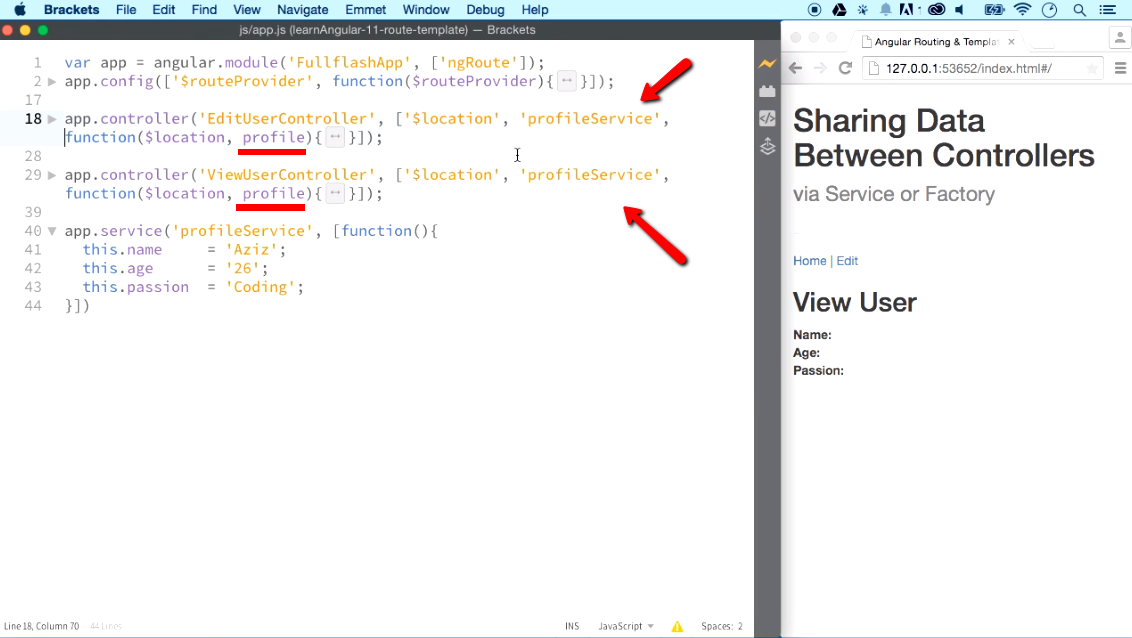 Brackets File Edit Find View Navigate Emmet Window Debug Help
js/app.js (learnAngular-11-route-template) — Brackets
1 var app = angular.module('FullflashApp', ['ngRoute']);
2 app.config(['$routeProvider', function($routeProvider){ }]);
17
18 app.controller('EditUserController', ['$location', 'profileService',
function($location, profile){ }]);
28
29 app.controller('ViewUserController', ['$location', 'profileService',
function($location, profile){ }]);
39
40 app.service('profileService', [function(){
41 this.name = 'Aziz';
42 this.age = '26';
43 this.passion = 'Coding';
44 }])
Line 18, Column 70 44 Lines
INS JavaScript Spaces: 2
Angular Routing & Templa
127.0.0.1:53652/index.html#/
Sharing Data
Between Controllers
via Service or Factory
Home | Edit
View User
Name:
Age:
Passion: